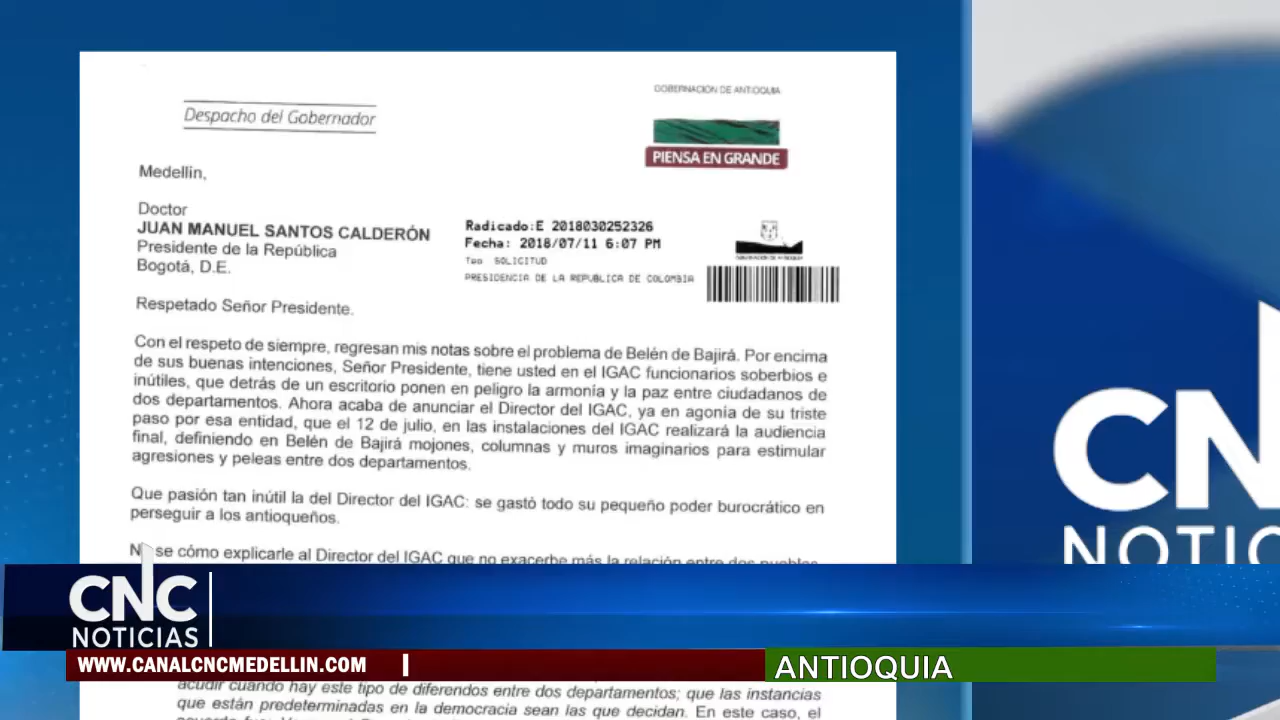 GOBERNACIÓN DE ANTIOQUIA
Despacho del Gobernador
PIENSA EN GRANDE
Medellín,
Doctor
JUAN MANUEL SANTOS CALDERÓN
Presidente de la República
Bogotá, D.E.
Radicado:E 2018030252326
Fecha: 2018/07/11 6:07 PM
Tipo SOLICITUD
PRESIDENCIA DE LA REPUBLICA DE COLOMBIA
GOBERNACIÓN DE ANTIOQUIA
Respetado Señor Presidente.
Con el respeto de siempre, regresan mis notas sobre el problema de Belén de Bajirá. Por encima
de sus buenas intenciones, Señor Presidente, tiene usted en el IGAC funcionarios soberbios e
inútiles, que detrás de un escritorio ponen en peligro la armonía y la paz entre ciudadanos de
dos departamentos. Ahora acaba de anunciar el Director del IGAC, ya en agonía de su triste
paso por esa entidad, que el 12 de julio, en las instalaciones del IGAC realizará la audiencia
final, definiendo en Belén de Bajirá mojones, columnas y muros imaginarios para estimular
agresiones y peleas entre dos departamentos.
Que pasión tan inútil la del Director del IGAC: se gastó todo su pequeño poder burocrático en
perseguir a los antioqueños.
No se cómo explicarle al Director del IGAC que no exacerbe más la relación entre dos pueblos
CNC
NOTICIAS
CNC
NOTICIAS
WWW.CANALCNCMEDELLIN.COM
ANTIOQUIA
acudir cuando hay este tipo de diferendos entre dos departamentos; que las instancias
que están predeterminadas en la democracia sean las que decidan. En este caso, el